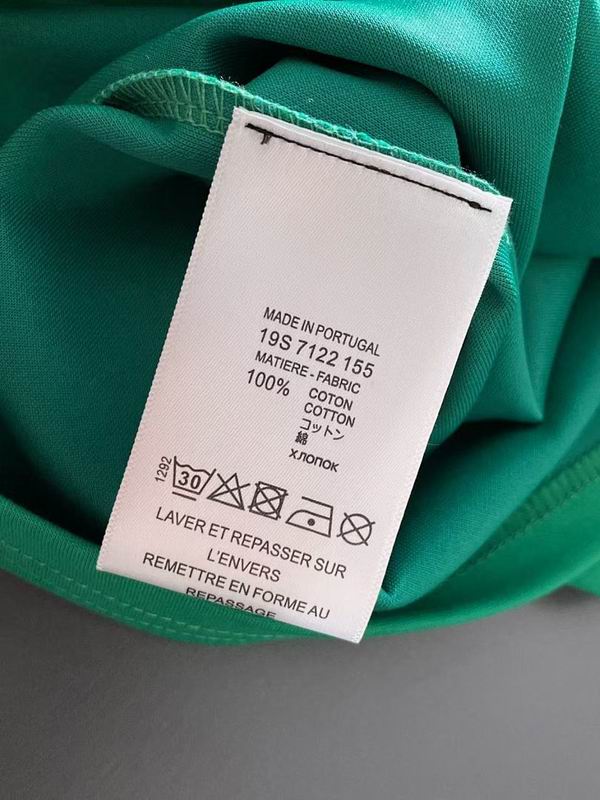 MADE IN PORTUGAL
19S 7122 155
MATIERE - FABRIC
100% COTON
COTTON
コットン
綿
ХЛОПОК
1292
30
LAVER ET REPASSER SUR
L'ENVERS
REMETTRE EN FORME AU
REPASSAGE